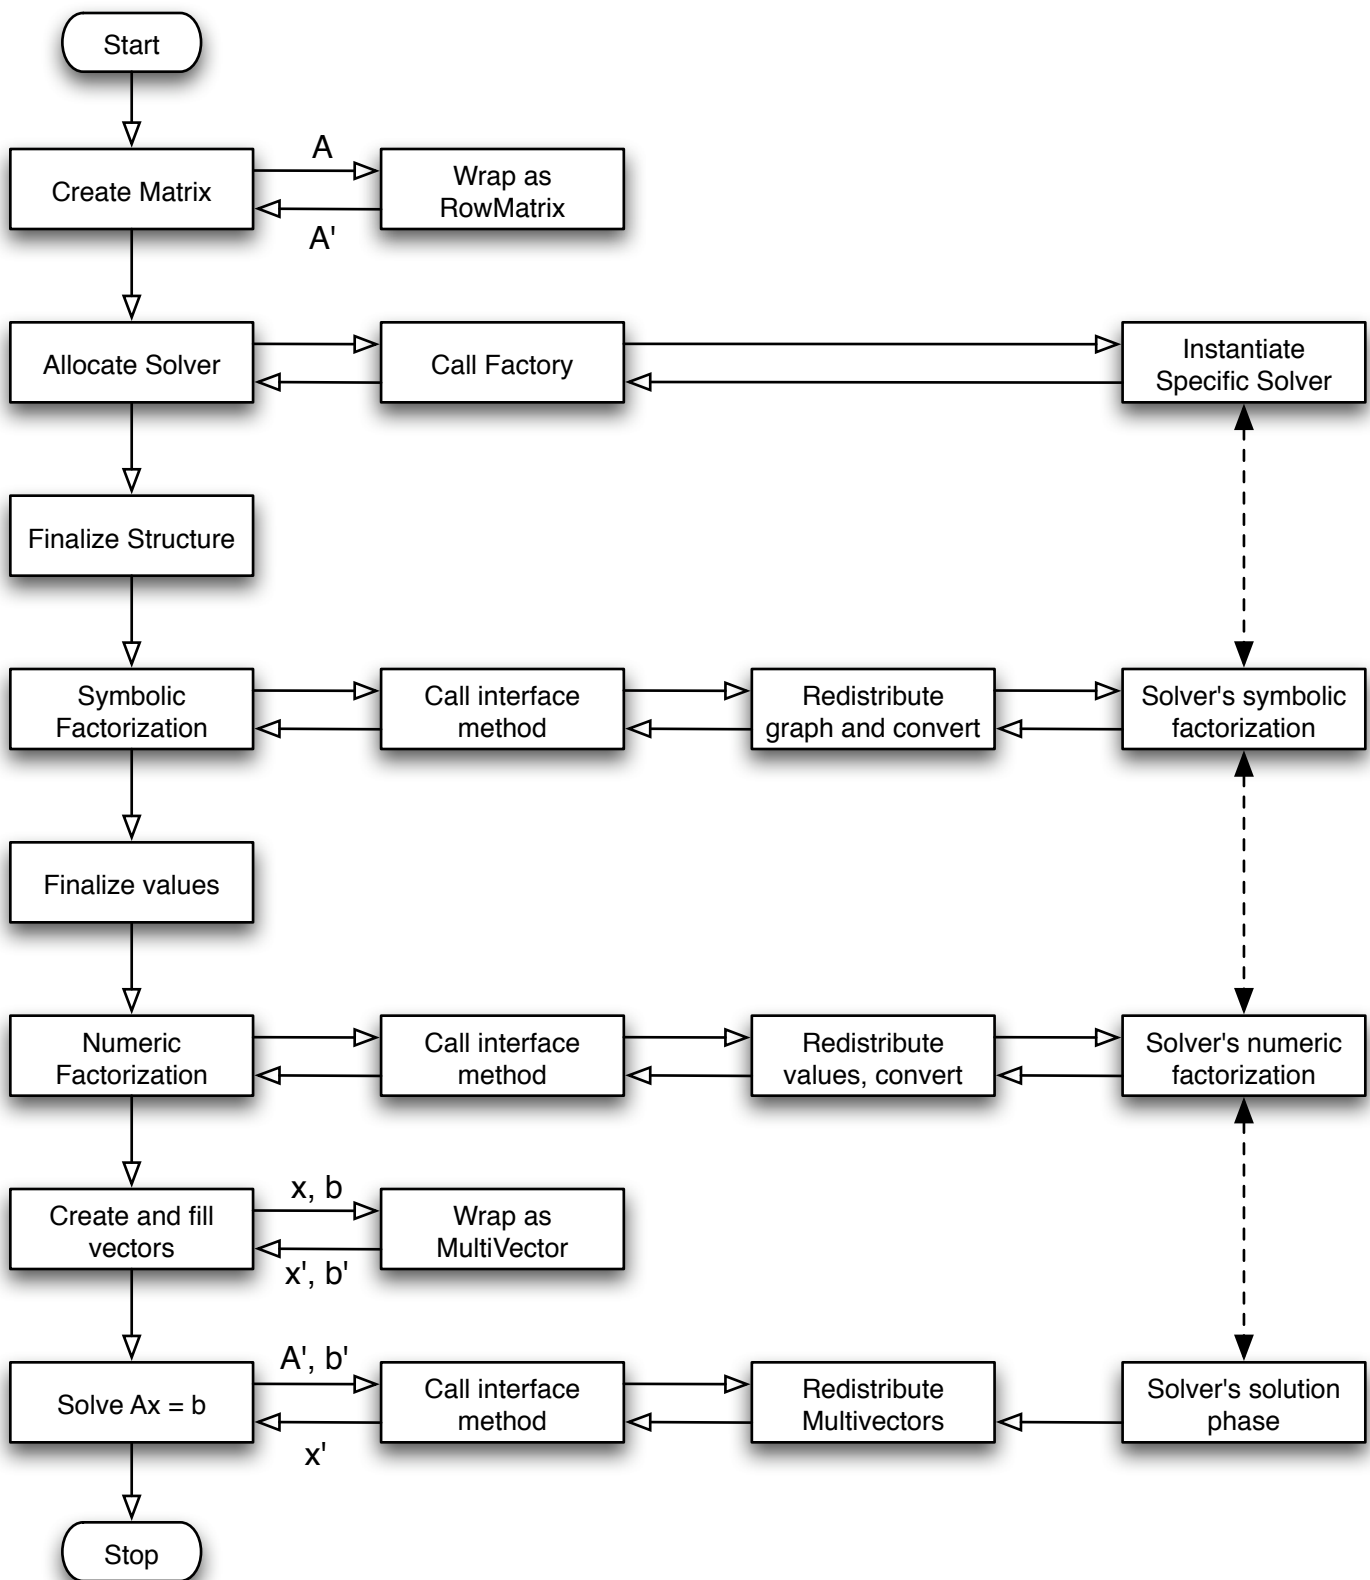 Start
A
Create Matrix
Wrap as
RowMatrix
A'
Allocate Solver
Call Factory
Instantiate
Specific Solver
Finalize Structure
Symbolic
Factorization
Call interface
method
Redistribute
graph and convert
Solver's symbolic
factorization
Finalize values
Numeric
Factorization
Call interface
method
Redistribute
values, convert
Solver's numeric
factorization
x, b
Create and fill
vectors
Wrap as
MultiVector
x', b'
A', b'
Solve Ax = b
Call interface
method
Redistribute
Multivectors
Solver's solution
phase
x'
Stop